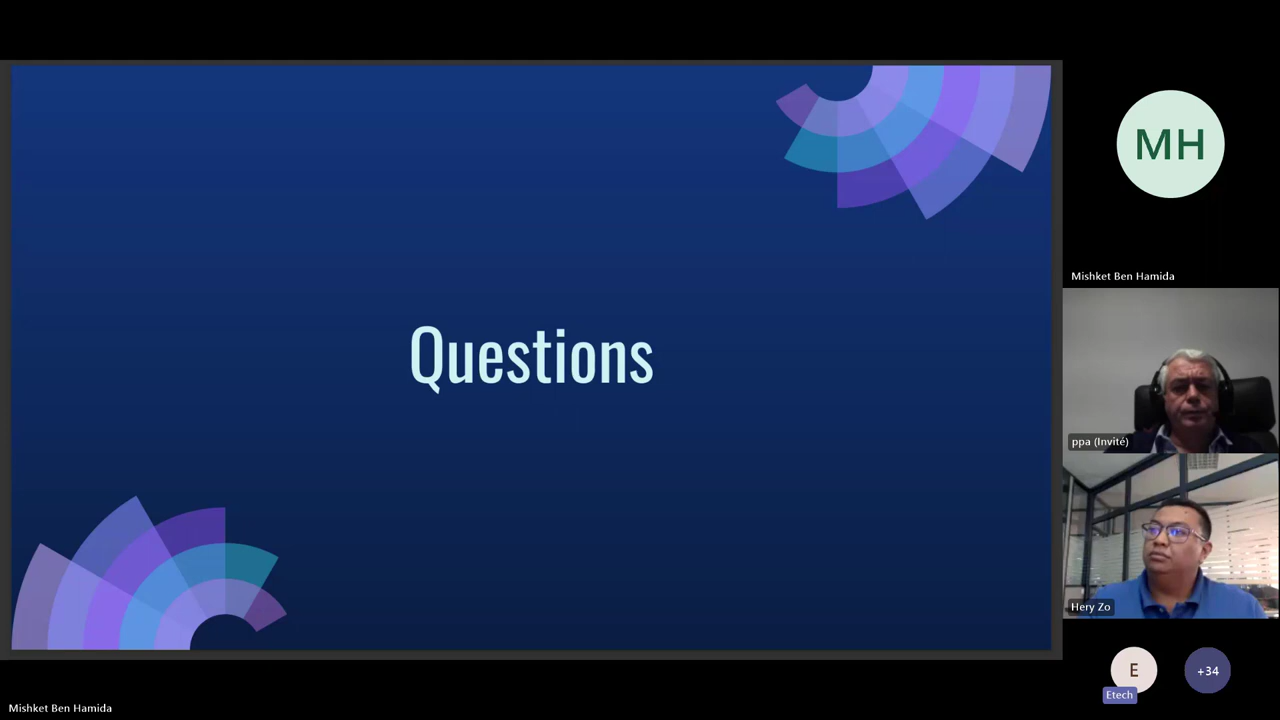 Questions
MH
Mishket Ben Hamida
ppa (Invité)
Hery Zo
E
+34
Etech
Mishket Ben Hamida